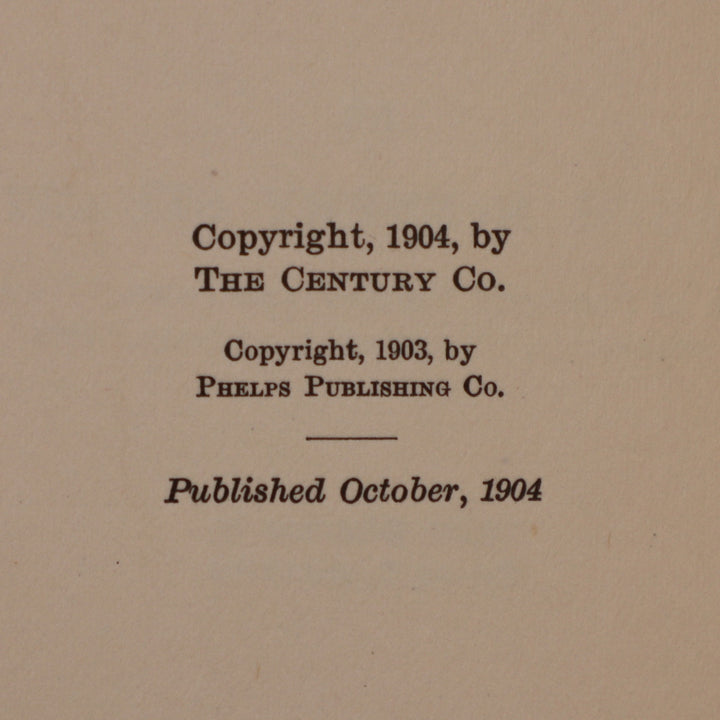 Copyright, 1904, by
THE CENTURY CO.
Copyright, 1903, by
PHELPS PUBLISHING CO.
Published October, 1904